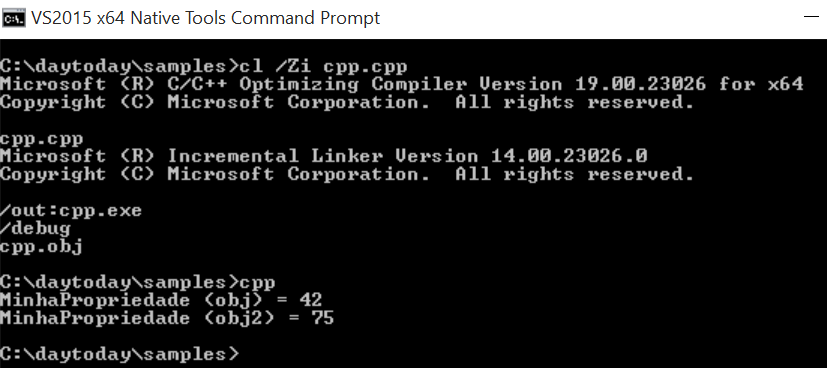 VS2015 x64 Native Tools Command Prompt
C:\daytoday\samples>cl /Zi cpp.cpp
Microsoft (R) C/C++ Optimizing Compiler Version 19.00.23026 for x64
Copyright (C) Microsoft Corporation.  All rights reserved.
cpp.cpp
Microsoft (R) Incremental Linker Version 14.00.23026.0
Copyright (C) Microsoft Corporation.  All rights reserved.
/out:cpp.exe
/debug
cpp.obj
C:\daytoday\samples>cpp
MinhaPropriedade (obj) = 42
MinhaPropriedade (obj2) = 75
C:\daytoday\samples>